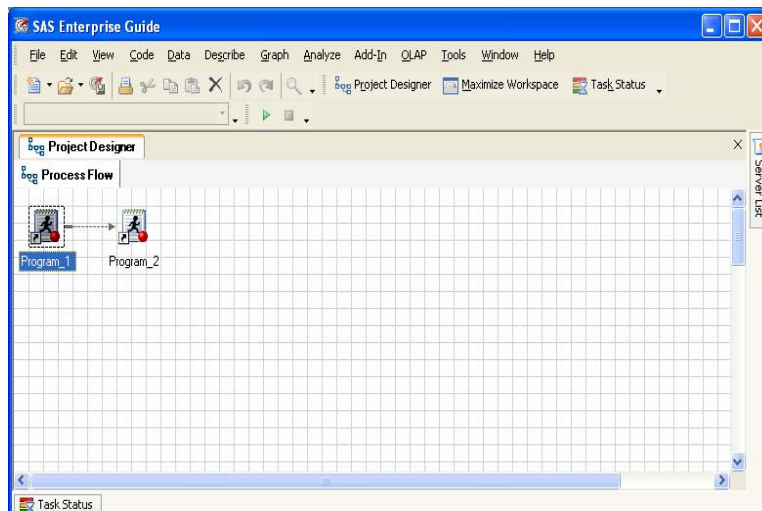 SAS Enterprise Guide
File Edit View Code Data Describe Graph Analyze Add-In OLAP Tools Window Help
Project Designer Maximize Workspace Task Status
Project Designer
Process Flow
Server List
Program_1 Program_2
Task Status